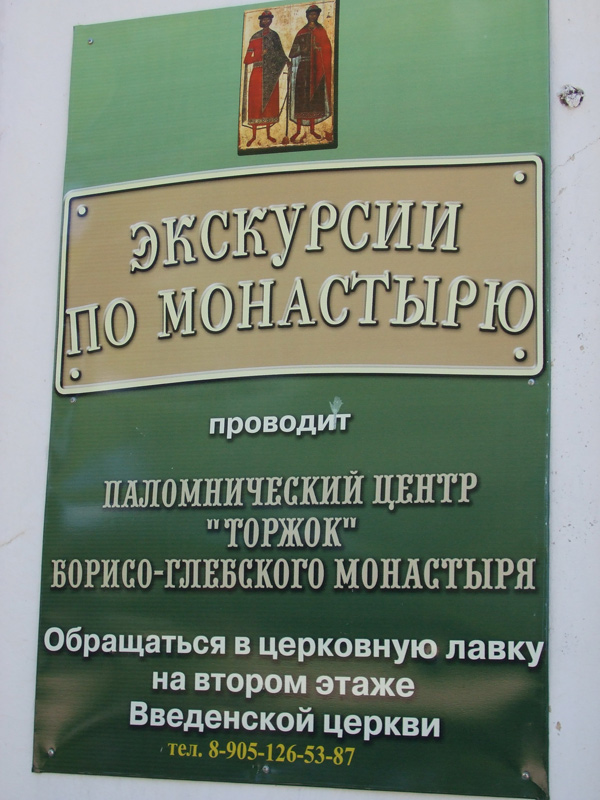 ЭКСКУРСИИ
ПО МОНАСТЫРЮ
проводит
ПАЛОМНИЧЕСКИЙ ЦЕНТР
"ТОРЖОК"
БОРИСО-ГЛЕБСКОГО МОНАСТЫРЯ
Обращаться в церковную лавку
на втором этаже
Введенской церкви
тел. 8-905-126-53-87